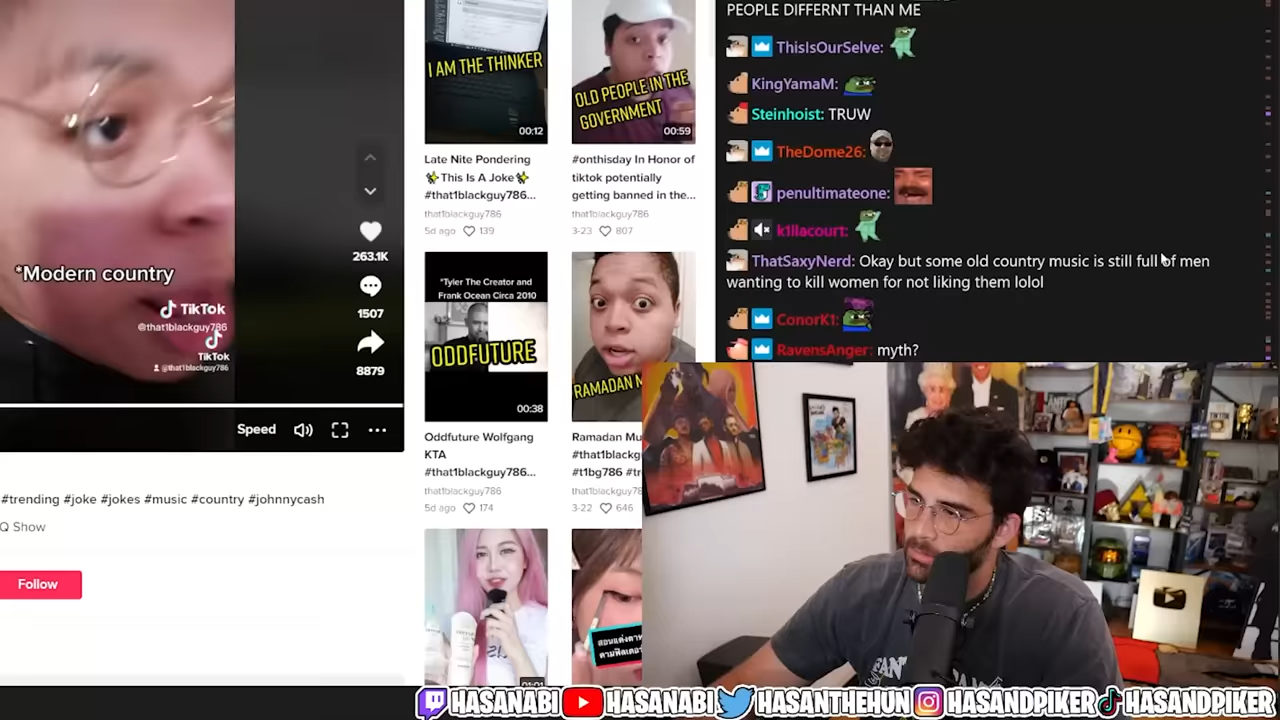 *Modern country
TikTok
@that1blackguy786
TikTok
@that1blackguy786
263.1K
1507
8879
Speed
#trending #joke #jokes #music #country #johnnycash
Q Show
Follow
I AM THE THINKER
00:12
Late Nite Pondering
✨This Is A Joke✨
#that1blackguy786...
that1blackguy786
5d ago 139
OLD PEOPLE IN THE
GOVERNMENT
00:59
#onthisday In Honor of
tiktok potentially
getting banned in the...
that1blackguy786
3-23 807
*Tyler The Creator and
Frank Ocean Circa 2010
ODDFUTURE
00:38
Oddfuture Wolfgang
KTA
#that1blackguy786...
that1blackguy786
5d ago 174
RAMADAN M
Ramadan Mu
#that1blackg
#t1bg786 #tr
that1blackguy78
3-22 646
01:01
PEOPLE DIFFERNT THAN ME
ThisIsOurSelve:
KingYamaM:
Steinhoist: TRUW
TheDome26:
penultimateone:
k1llacourt:
ThatSaxyNerd: Okay but some old country music is still full of men
wanting to kill women for not liking them lolol
ConorK1:
RavensAnger: myth?
HASANABI HASANABI HASANTHEHUN HASANDPIKER HASANDPIKER